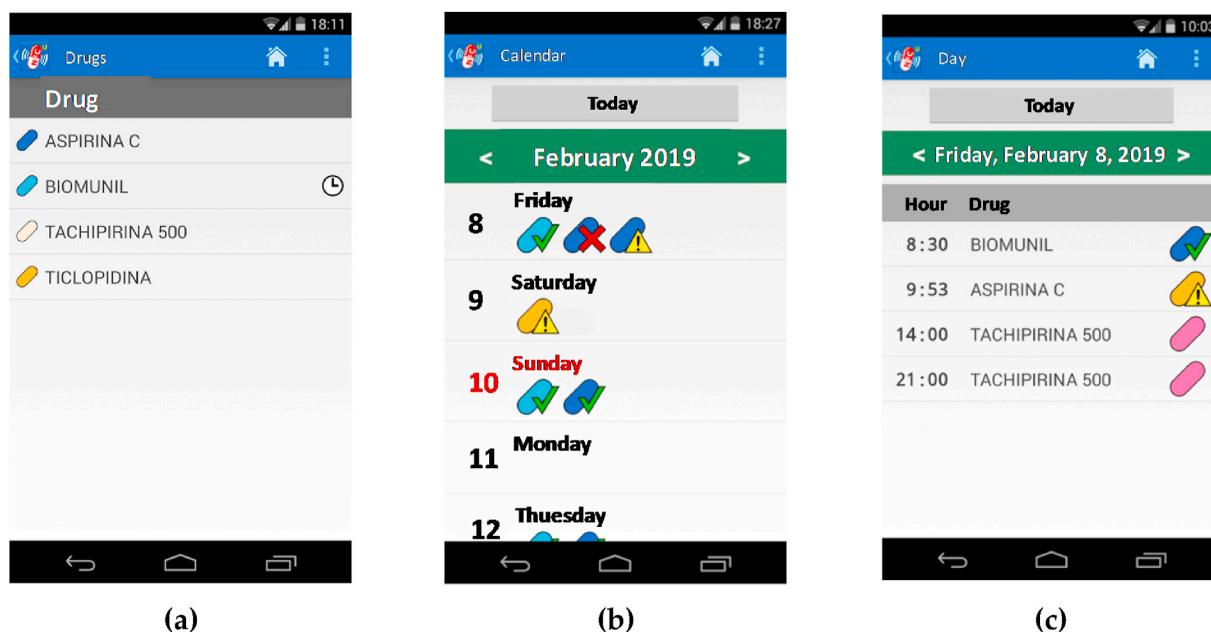 18:11
Drugs
Drug
ASPIRINA C
BIOMUNIL
TACHIPIRINA 500
TICLOPIDINA
(a)
18:27
Calendar
Today
< February 2019 >
8 Friday
9 Saturday
10 Sunday
11 Monday
12 Thuesday
(b)
10:03
Day
Today
< Friday, February 8, 2019 >
Hour Drug
8:30 BIOMUNIL
9:53 ASPIRINA C
14:00 TACHIPIRINA 500
21:00 TACHIPIRINA 500
(c)